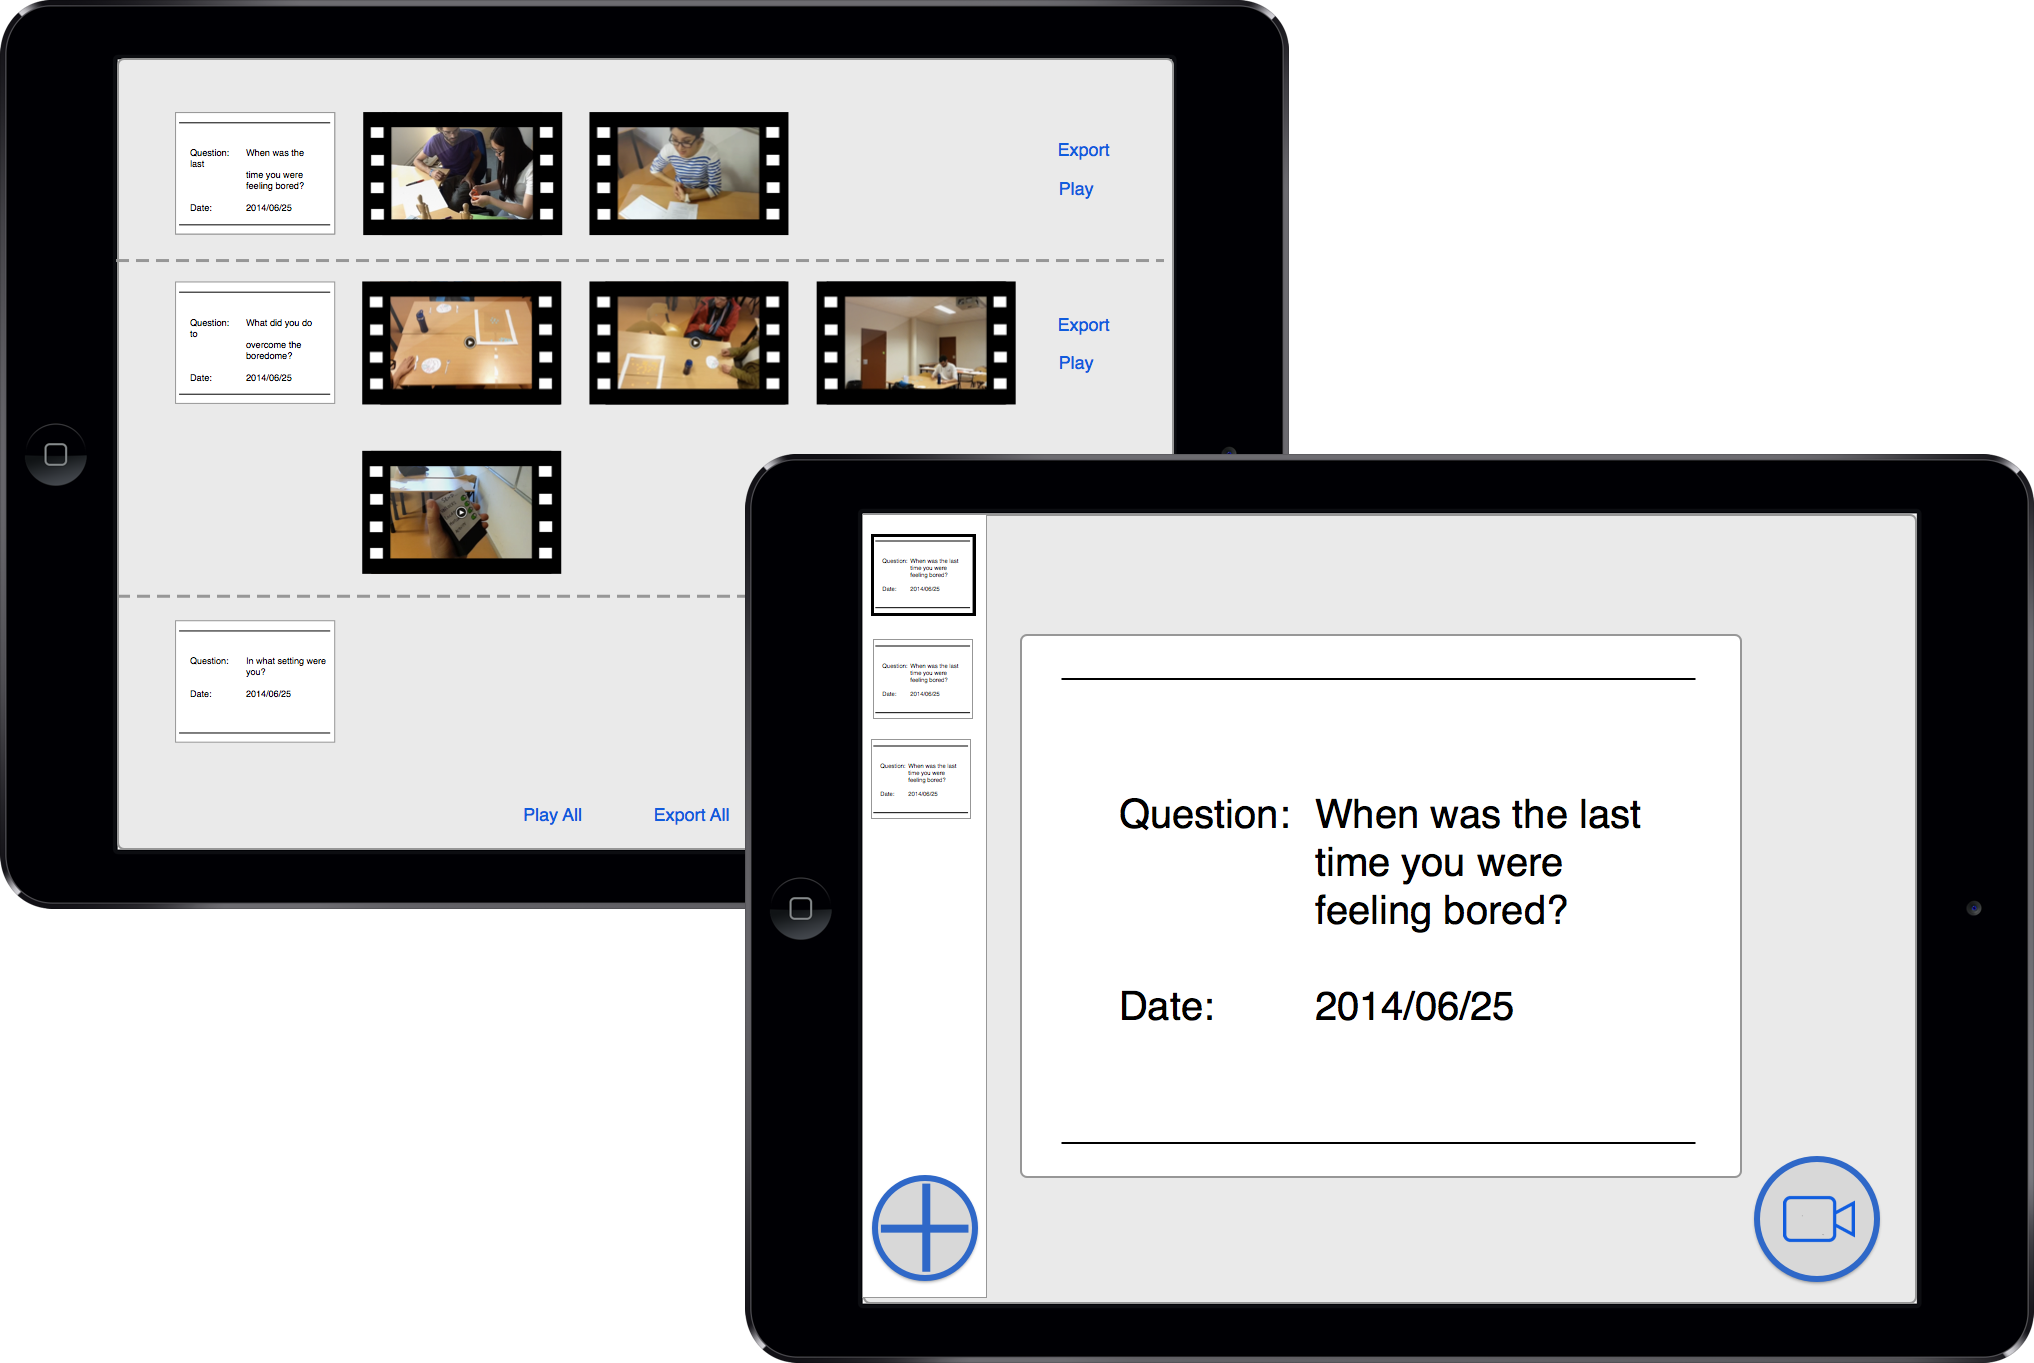 Question: When was the
last
time you were
feeling bored?
Date: 2014/06/25
Export
Play
Question: What did you do
to
overcome the
boredome?
Date: 2014/06/25
Export
Play
Question: In what setting were
you?
Date: 2014/06/25
Play All Export All
Question: When was the last
time you were
feeling bored?
Date: 2014/06/25
Question: When was the last
time you were
feeling bored?
Date: 2014/06/25
Question: When was the last
time you were
feeling bored?
Date: 2014/06/25
Question: When was the last
time you were
feeling bored?
Date: 2014/06/25